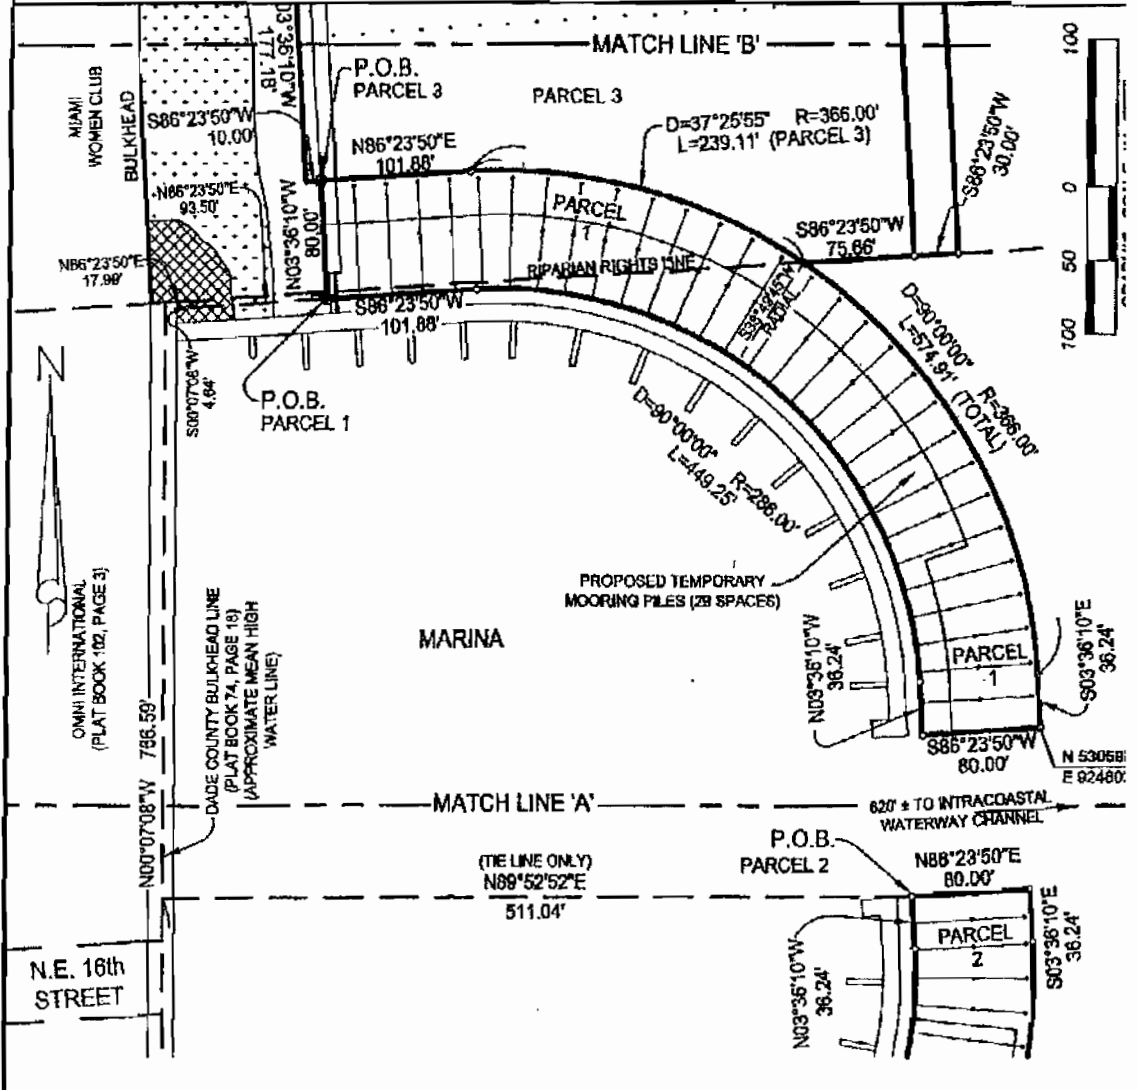 MATCH LINE 'B'
100
0
50
100
03°36'10"W
177.18'
P.O.B.
PARCEL 3
PARCEL 3
MIAMI
WOMEN CLUB
BULKHEAD
S86°23'50"W
10.00'
N86°23'50"E
101.88'
D=37°25'55" R=366.00'
L=239.11' (PARCEL 3)
S86°23'50"W
30.00'
N86°23'50"E
93.50'
N03°36'10"W
80.00'
PARCEL
1
S86°23'50"W
75.66'
N86°23'50"E
17.99'
RIPARIAN RIGHTS LINE
RADIAL
S86°23'50"W
101.88'
D=90°00'00" R=366.00'
L=574.91' (TOTAL)
N
S00°07'08"W
4.64'
P.O.B.
PARCEL 1
D=90°00'00" R=286.00'
L=449.25'
PROPOSED TEMPORARY
MOORING PILES (29 SPACES)
OMNI INTERNATIONAL
(PLAT BOOK 102, PAGE 3)
DADE COUNTY BULKHEAD LINE
(PLAT BOOK 74, PAGE 18)
(APPROXIMATE MEAN HIGH
WATER LINE)
MARINA
N03°36'10"W
36.24'
PARCEL
1
S03°36'10"E
36.24'
S86°23'50"W
80.00'
N 53059
E 92480
N00°07'08"W 786.59'
MATCH LINE 'A'
620' ± TO INTRACOASTAL
WATERWAY CHANNEL
P.O.B.
PARCEL 2
N86°23'50"E
80.00'
(TIE LINE ONLY)
N89°52'52"E
511.04'
N03°36'10"W
36.24'
PARCEL
2
S03°36'10"E
36.24'
N.E. 16th
STREET